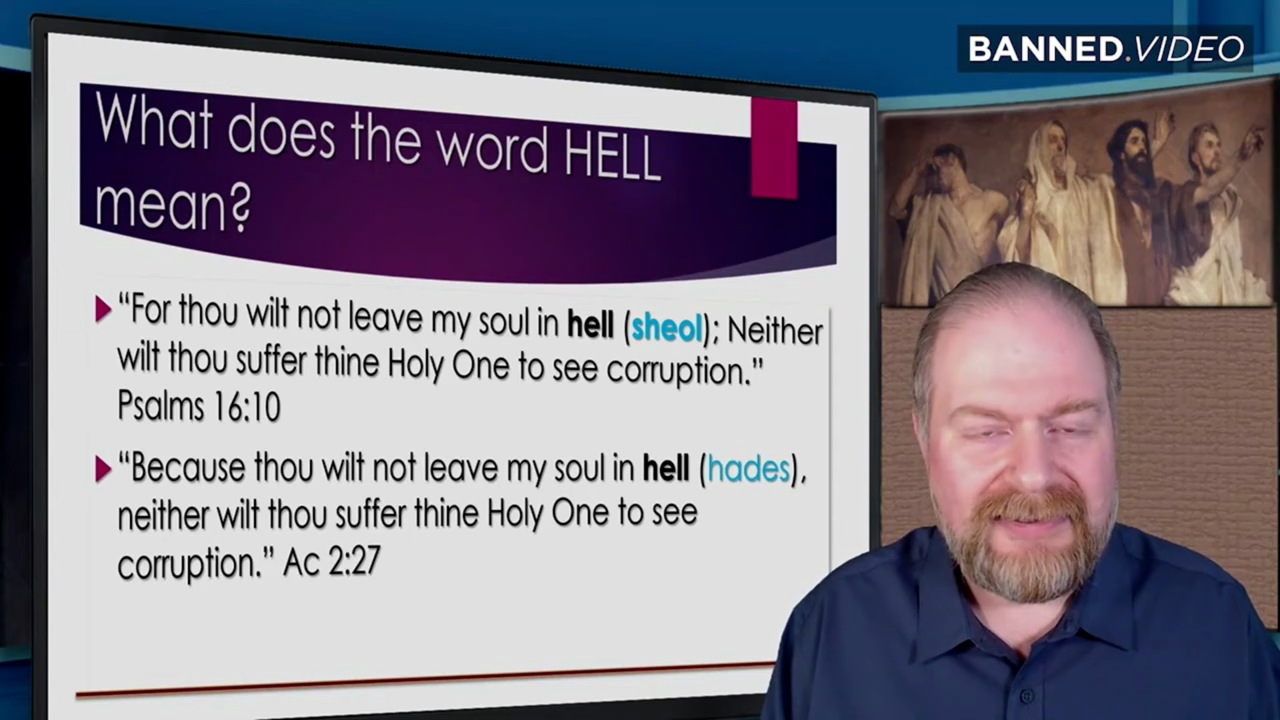 BANNED.VIDEO
What does the word HELL
mean?
“For thou wilt not leave my soul in hell (sheol); Neither
wilt thou suffer thine Holy One to see corruption.”
Psalms 16:10
“Because thou wilt not leave my soul in hell (hades),
neither wilt thou suffer thine Holy One to see
corruption.” Ac 2:27